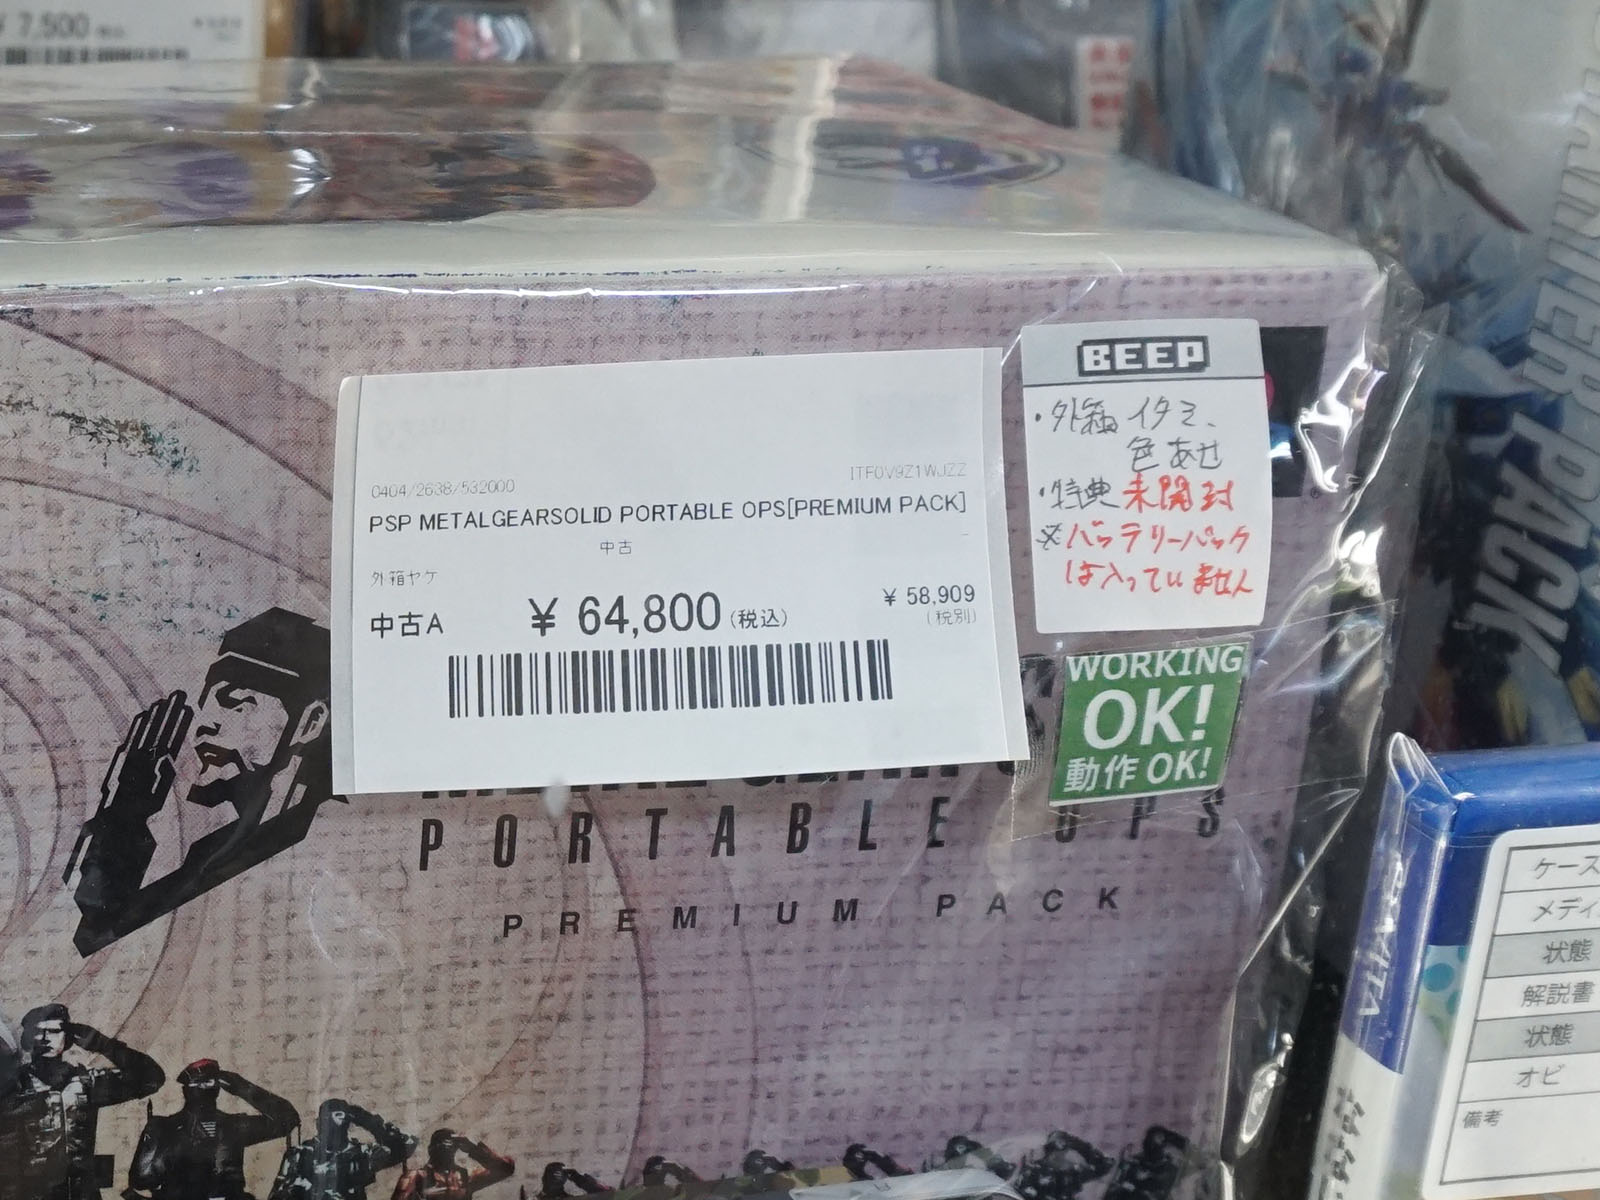 ¥ 7,500
BEEP
・外箱イタミ、
色あせ
・特典未開封
※バッテリーパック
は入っていません
0404/2638/532000
ITF0V9Z1WJZZ
PSP METALGEARSOLID PORTABLE OPS[PREMIUM PACK]
中古
外箱ヤケ
中古A ¥ 64,800(税込) ¥ 58,909
(税別)
WORKING
OK!
動作OK!
PORTABLE OPS
PREMIUM PACK
PACK
VITA
ケース
メディ
状態
解説書
状態
オビ
備考